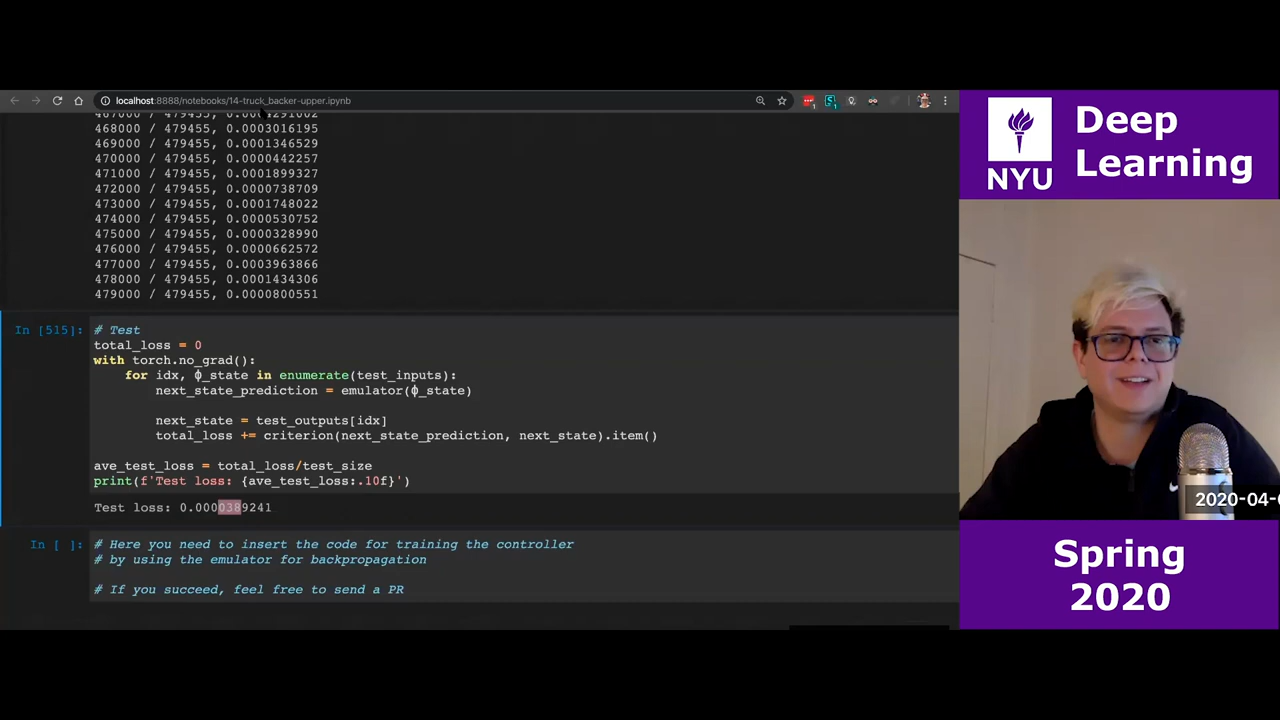 localhost:8888/notebooks/14-truck_backer-upper.ipynb
468000 / 479455, 0.0003016195
469000 / 479455, 0.0001346529
470000 / 479455, 0.0000442257
471000 / 479455, 0.0001899327
472000 / 479455, 0.0000738709
473000 / 479455, 0.0001748022
474000 / 479455, 0.0000530752
475000 / 479455, 0.0000328990
476000 / 479455, 0.0000662572
477000 / 479455, 0.0003963866
478000 / 479455, 0.0001434306
479000 / 479455, 0.0000800551
In [515]: # Test
total_loss = 0
with torch.no_grad():
for idx, ϕ_state in enumerate(test_inputs):
next_state_prediction = emulator(ϕ_state)
next_state = test_outputs[idx]
total_loss += criterion(next_state_prediction, next_state).item()
ave_test_loss = total_loss/test_size
print(f'Test loss: {ave_test_loss:.10f}')
Test loss: 0.0000389241
In [ ]: # Here you need to insert the code for training the controller
# by using the emulator for backpropagation
# If you succeed, feel free to send a PR
NYU
Deep
Learning
2020-04-
Spring
2020